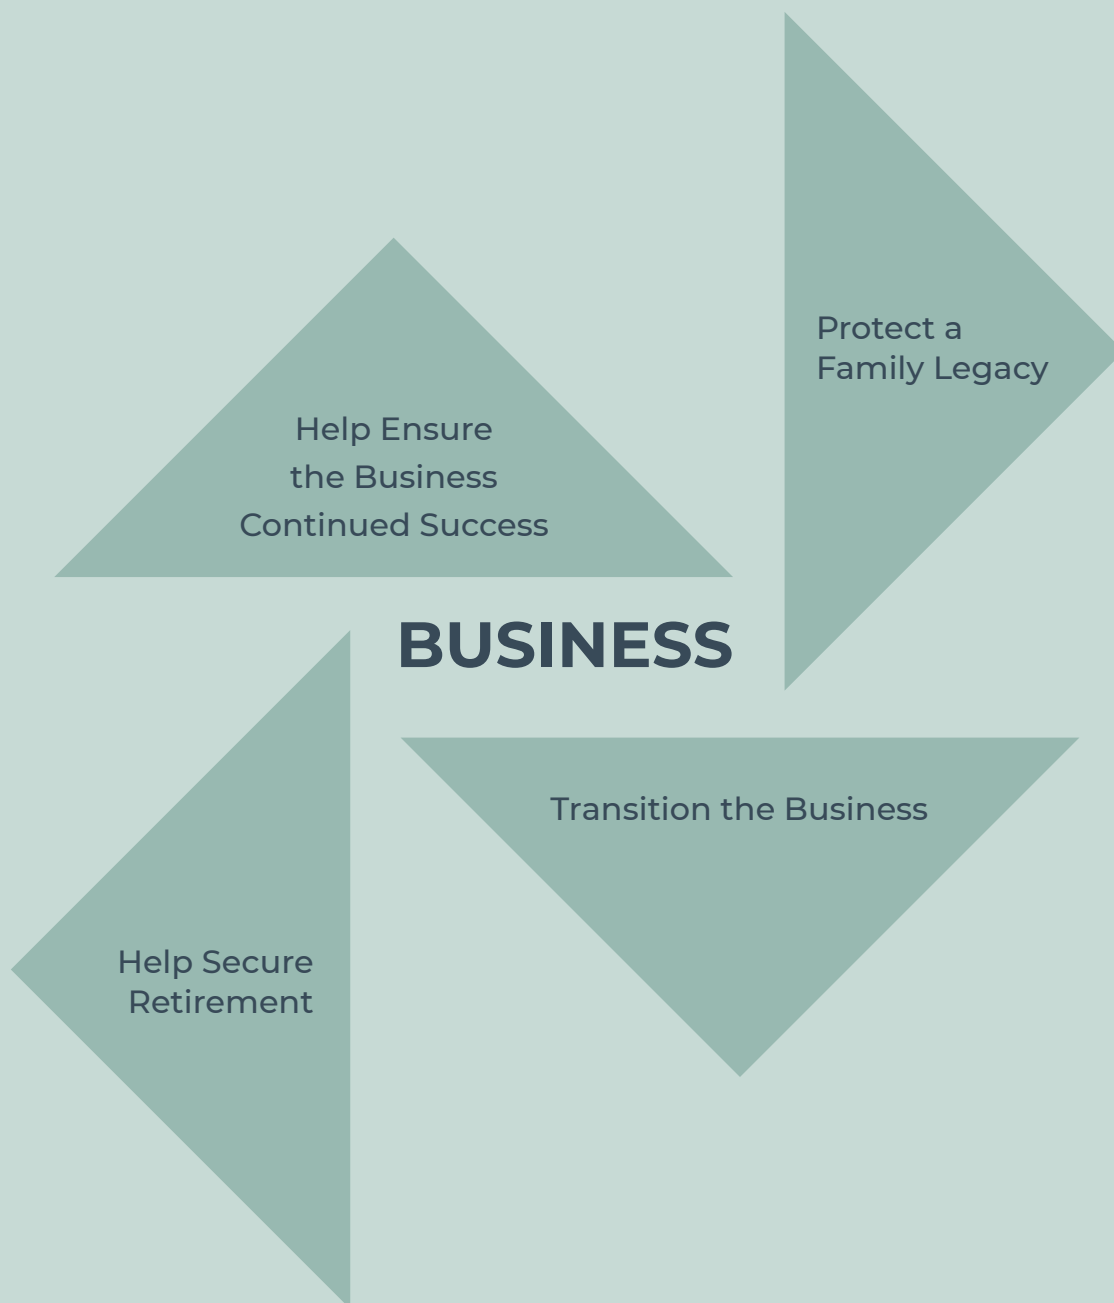 Protect a
Family Legacy
Help Ensure
the Business
Continued Success
BUSINESS
Transition the Business
Help Secure
Retirement